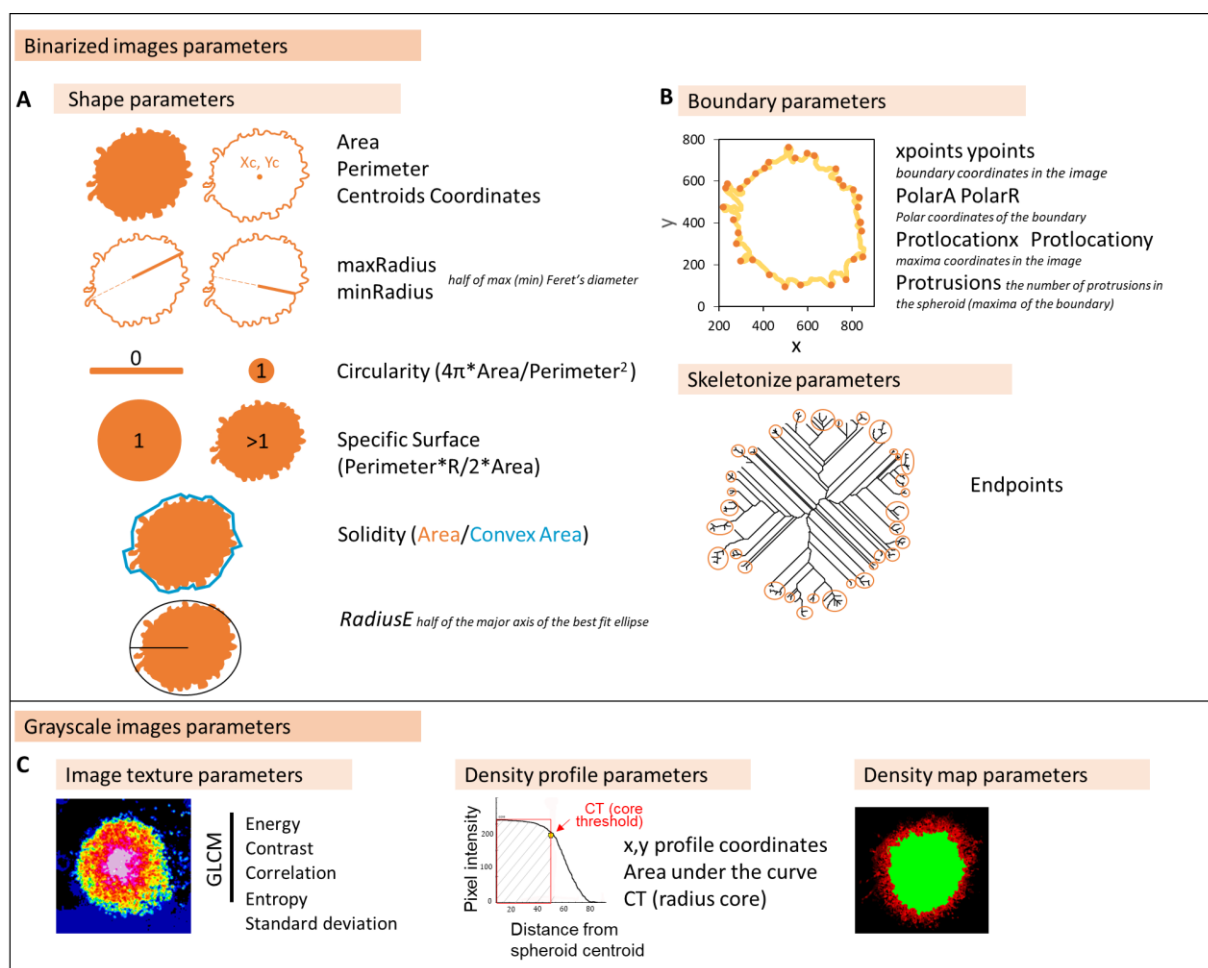 Binarized images parameters
A
Shape parameters
Xc, Yc
Area
Perimeter
Centroids Coordinates
maxRadius
minRadius
half of max (min) Feret's diameter
0
1
Circularity (4π*Area/Perimeter²)
1
>1
Specific Surface
(Perimeter*R/2*Area)
Solidity (Area/Convex Area)
RadiusE half of the major axis of the best fit ellipse
B
Boundary parameters
800
600
400
200
0
y
200 400 600 800
x
xpoints ypoints
boundary coordinates in the image
PolarA PolarR
Polar coordinates of the boundary
Protlocationx Protlocationy
maxima coordinates in the image
Protrusions the number of protrusions in
the spheroid (maxima of the boundary)
Skeletonize parameters
Endpoints
Grayscale images parameters
C
Image texture parameters
GLCM
Energy
Contrast
Correlation
Entropy
Standard deviation
Density profile parameters
Pixel intensity
200
100
0
20 40 60 80
Distance from
spheroid centroid
CT (core
threshold)
x,y profile coordinates
Area under the curve
CT (radius core)
Density map parameters